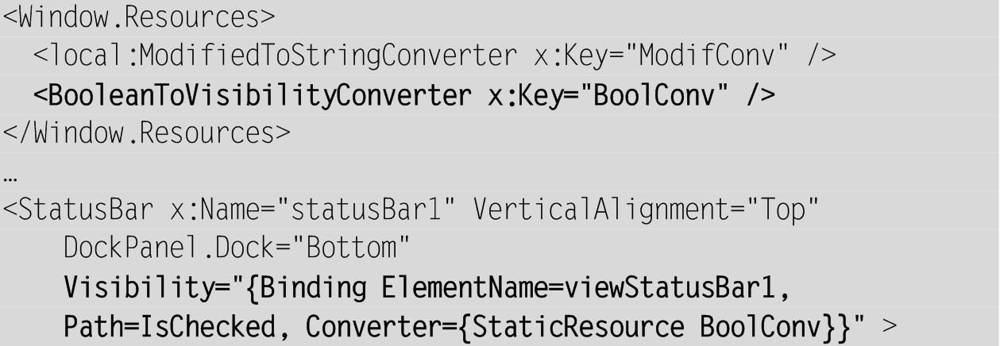 <Window.Resources>
  <local:ModifiedToStringConverter x:Key="ModifConv" />
  <BooleanToVisibilityConverter x:Key="BoolConv" />
</Window.Resources>
…
<StatusBar x:Name="statusBar1" VerticalAlignment="Top"
    DockPanel.Dock="Bottom"
    Visibility="{Binding ElementName=viewStatusBar1,
    Path=IsChecked, Converter={StaticResource BoolConv}}" >